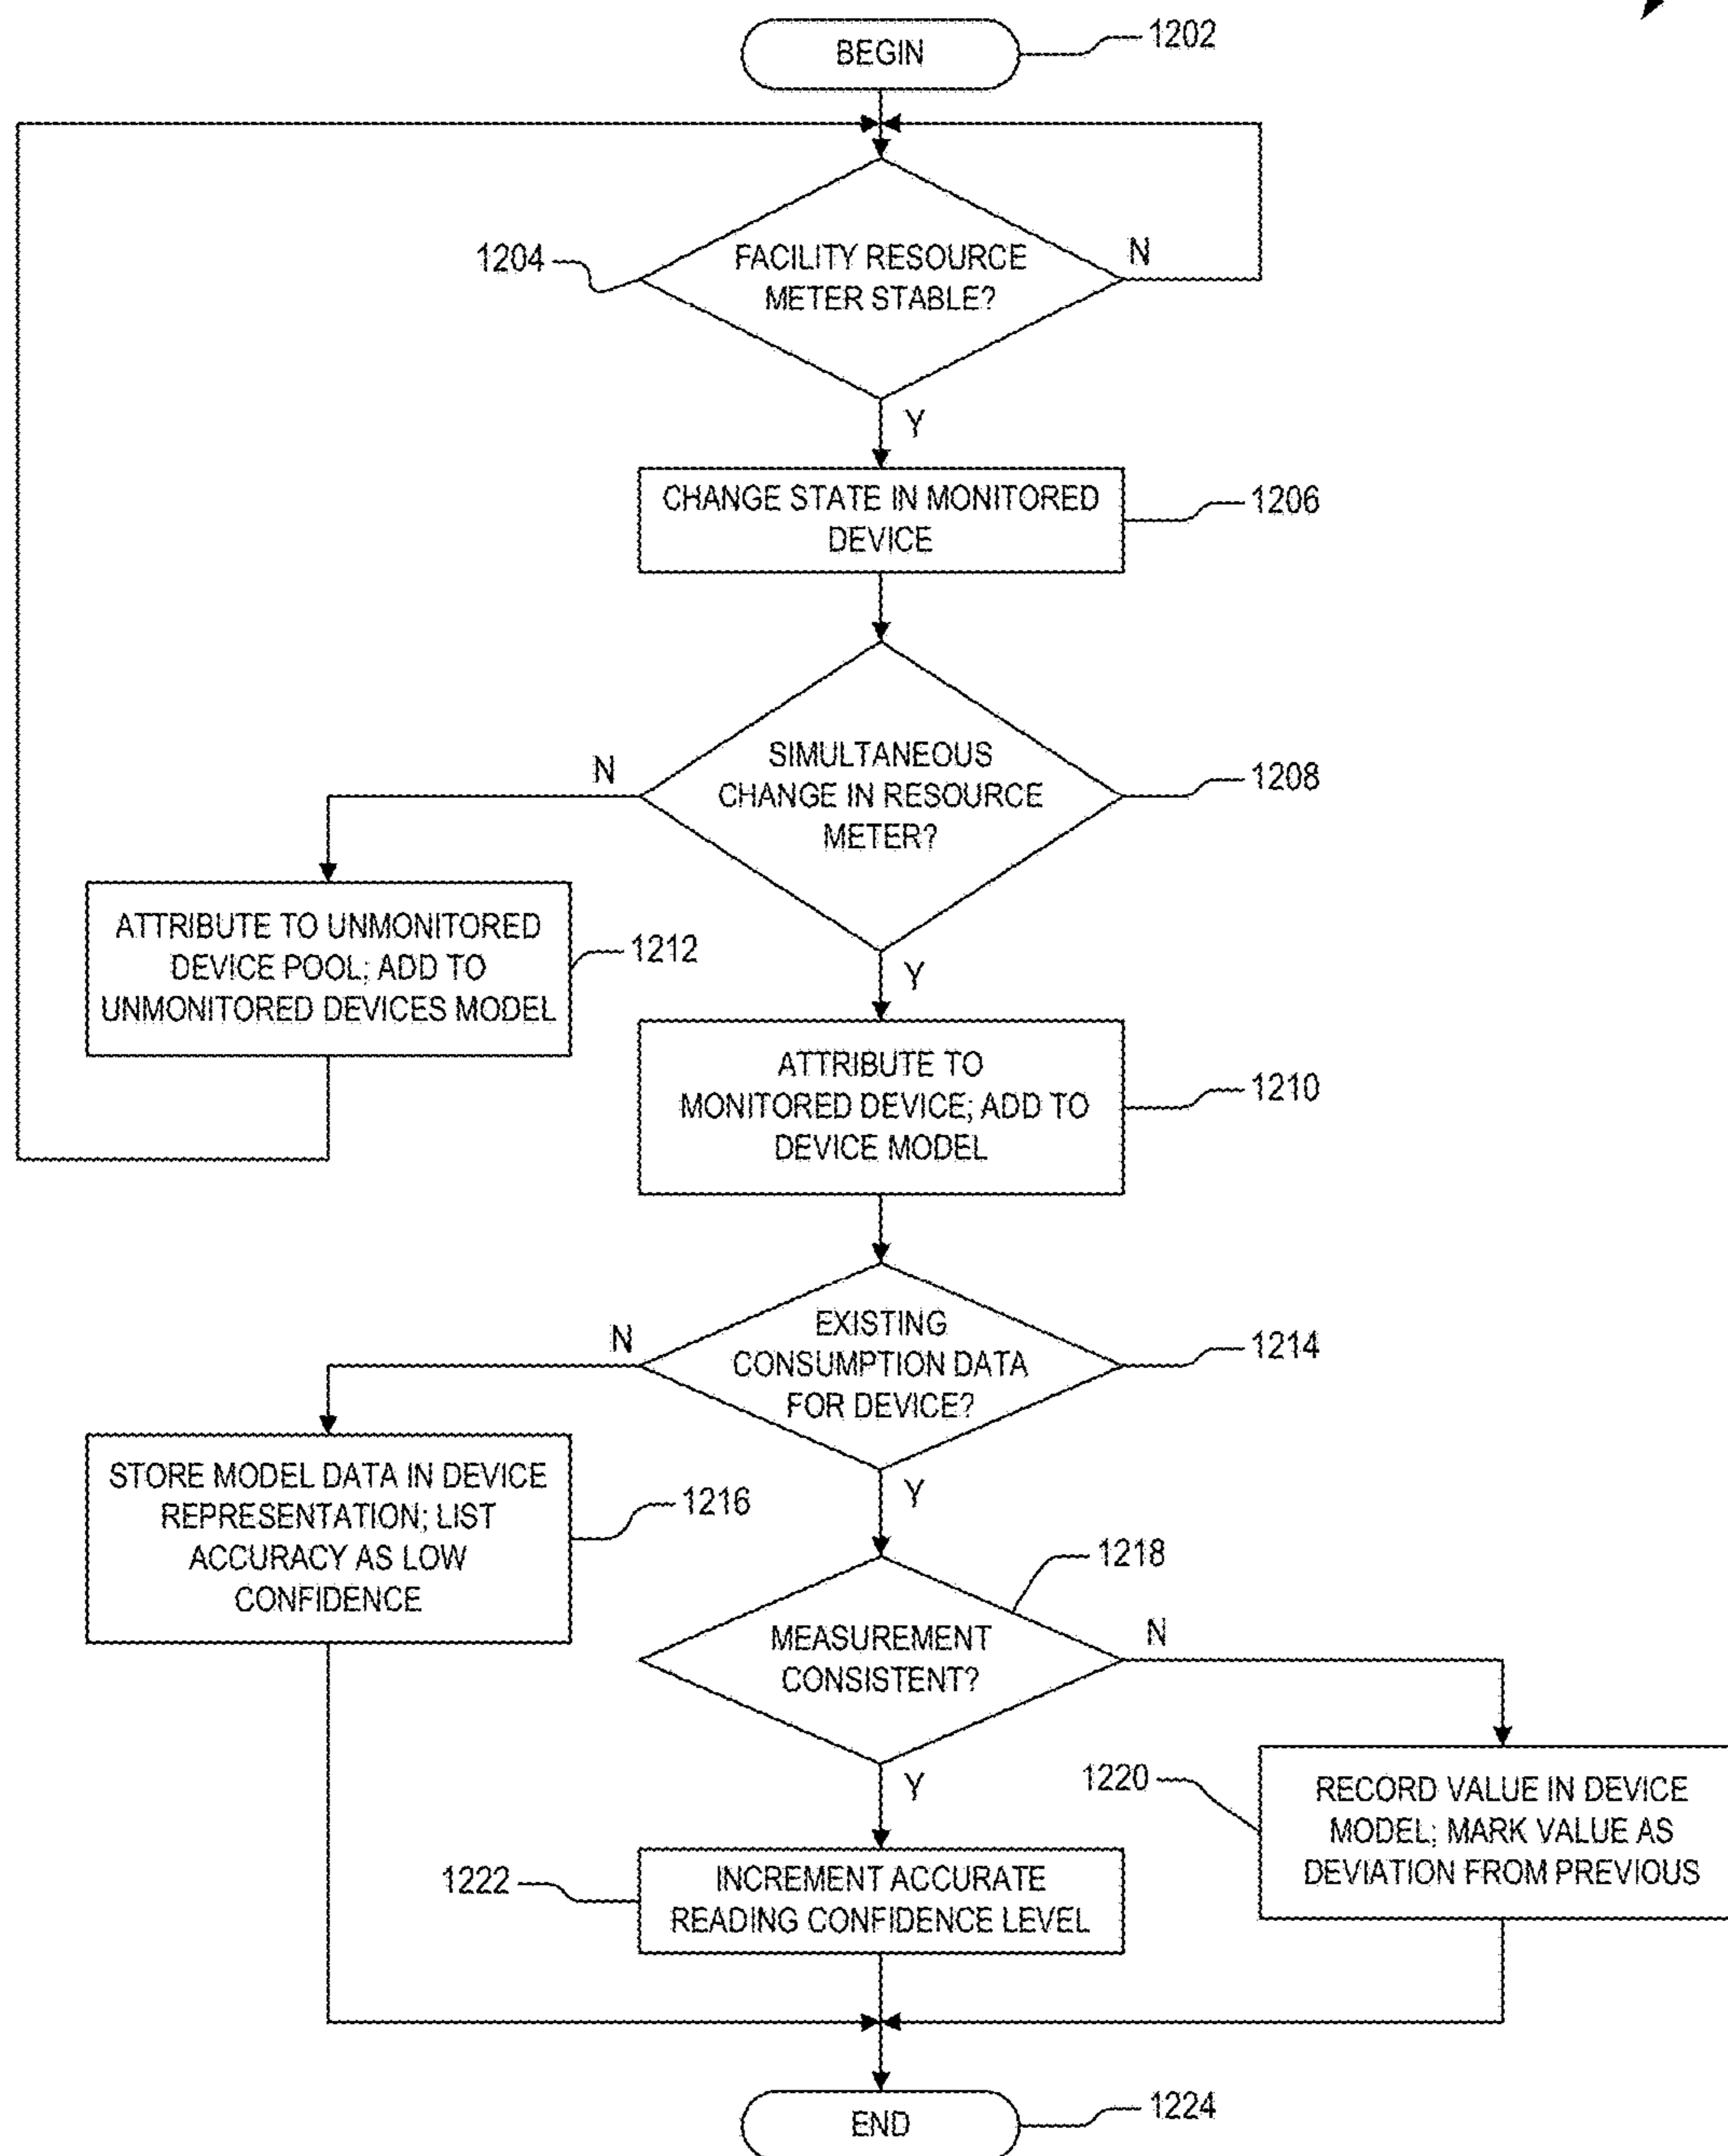 BEGIN
1202
1204
FACILITY RESOURCE
METER STABLE?
N
Y
CHANGE STATE IN MONITORED
DEVICE
1206
SIMULTANEOUS
CHANGE IN RESOURCE
METER?
N
1208
Y
ATTRIBUTE TO UNMONITORED
DEVICE POOL; ADD TO
UNMONITORED DEVICES MODEL
1212
ATTRIBUTE TO
MONITORED DEVICE; ADD TO
DEVICE MODEL
1210
EXISTING
CONSUMPTION DATA
FOR DEVICE?
N
1214
Y
STORE MODEL DATA IN DEVICE
REPRESENTATION; LIST
ACCURACY AS LOW
CONFIDENCE
1216
1218
MEASUREMENT
CONSISTENT?
N
Y
1220
RECORD VALUE IN DEVICE
MODEL; MARK VALUE AS
DEVIATION FROM PREVIOUS
1222
INCREMENT ACCURATE
READING CONFIDENCE LEVEL
END
1224